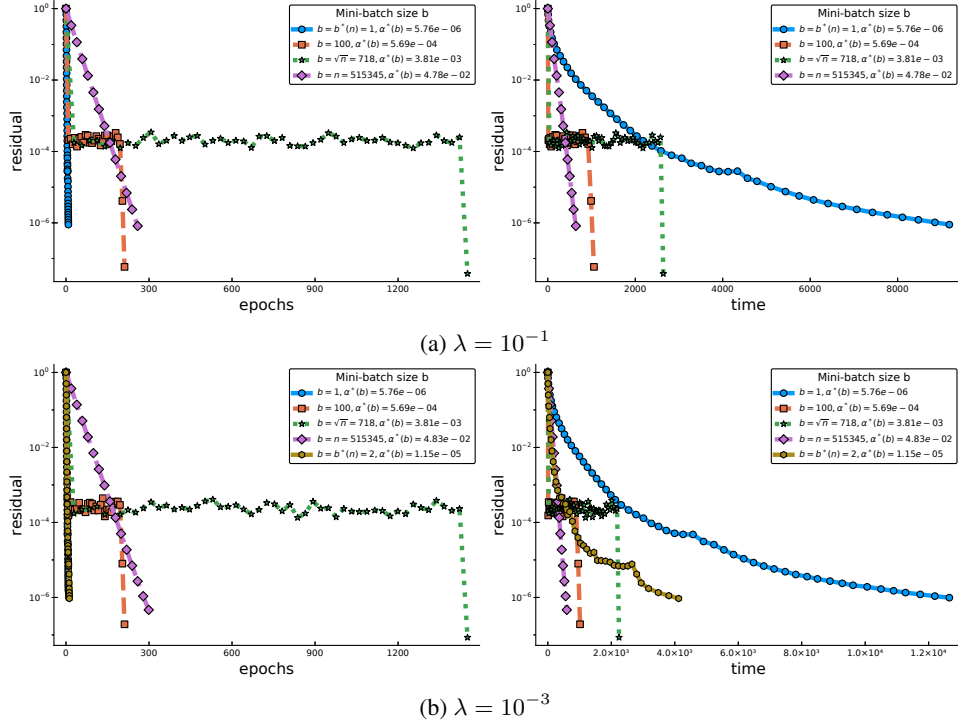 Mini-batch size b
b = b*(n) = 1, α*(b) = 5.76e − 06
b = 100, α*(b) = 5.69e − 04
b = √n = 718, α*(b) = 3.81e − 03
b = n = 515345, α*(b) = 4.78e − 02
residual
10⁰
10⁻²
10⁻⁴
10⁻⁶
0 300 600 900 1200
epochs
Mini-batch size b
b = b*(n) = 1, α*(b) = 5.76e − 06
b = 100, α*(b) = 5.69e − 04
b = √n = 718, α*(b) = 3.81e − 03
b = n = 515345, α*(b) = 4.78e − 02
residual
10⁰
10⁻²
10⁻⁴
10⁻⁶
0 2000 4000 6000 8000
time
(a) λ = 10⁻¹
Mini-batch size b
b = 1, α*(b) = 5.76e − 06
b = 100, α*(b) = 5.69e − 04
b = √n = 718, α*(b) = 3.81e − 03
b = n = 515345, α*(b) = 4.83e − 02
b = b*(n) = 2, α*(b) = 1.15e − 05
residual
10⁰
10⁻²
10⁻⁴
10⁻⁶
0 300 600 900 1200
epochs
Mini-batch size b
b = 1, α*(b) = 5.76e − 06
b = 100, α*(b) = 5.69e − 04
b = √n = 718, α*(b) = 3.81e − 03
b = n = 515345, α*(b) = 4.83e − 02
b = b*(n) = 2, α*(b) = 1.15e − 05
residual
10⁰
10⁻²
10⁻⁴
10⁻⁶
0 2.0×10³ 4.0×10³ 6.0×10³ 8.0×10³ 1.0×10⁴ 1.2×10⁴
time
(b) λ = 10⁻³